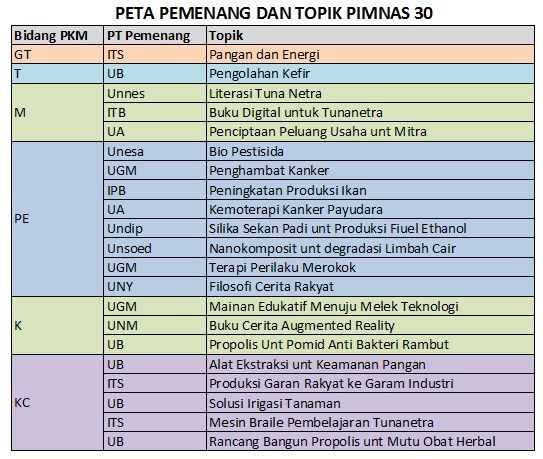 PETA PEMENANG DAN TOPIK PIMNAS 30
Bidang PKM PT Pemenang Topik
GT ITS Pangan dan Energi
T UB Pengolahan Kefir
M Unnes Literasi Tuna Netra
ITB Buku Digital untuk Tunanetra
UA Penciptaan Peluang Usaha unt Mitra
PE Unesa Bio Pestisida
UGM Penghambat Kanker
IPB Peningkatan Produksi Ikan
UA Kemoterapi Kanker Payudara
Undip Silika Sekan Padi unt Produksi Fiuel Ethanol
Unsoed Nanokomposit unt degradasi Limbah Cair
UGM Terapi Perilaku Merokok
UNY Filosofi Cerita Rakyat
K UGM Mainan Edukatif Menuju Melek Teknologi
UNM Buku Cerita Augmented Reality
UB Propolis Unt Pomid Anti Bakteri Rambut
KC UB Alat Ekstraksi unt Keamanan Pangan
ITS Produksi Garan Rakyat ke Garam Industri
UB Solusi Irigasi Tanaman
ITS Mesin Braile Pembelajaran Tunanetra
UB Rancang Bangun Propolis unt Mutu Obat Herbal